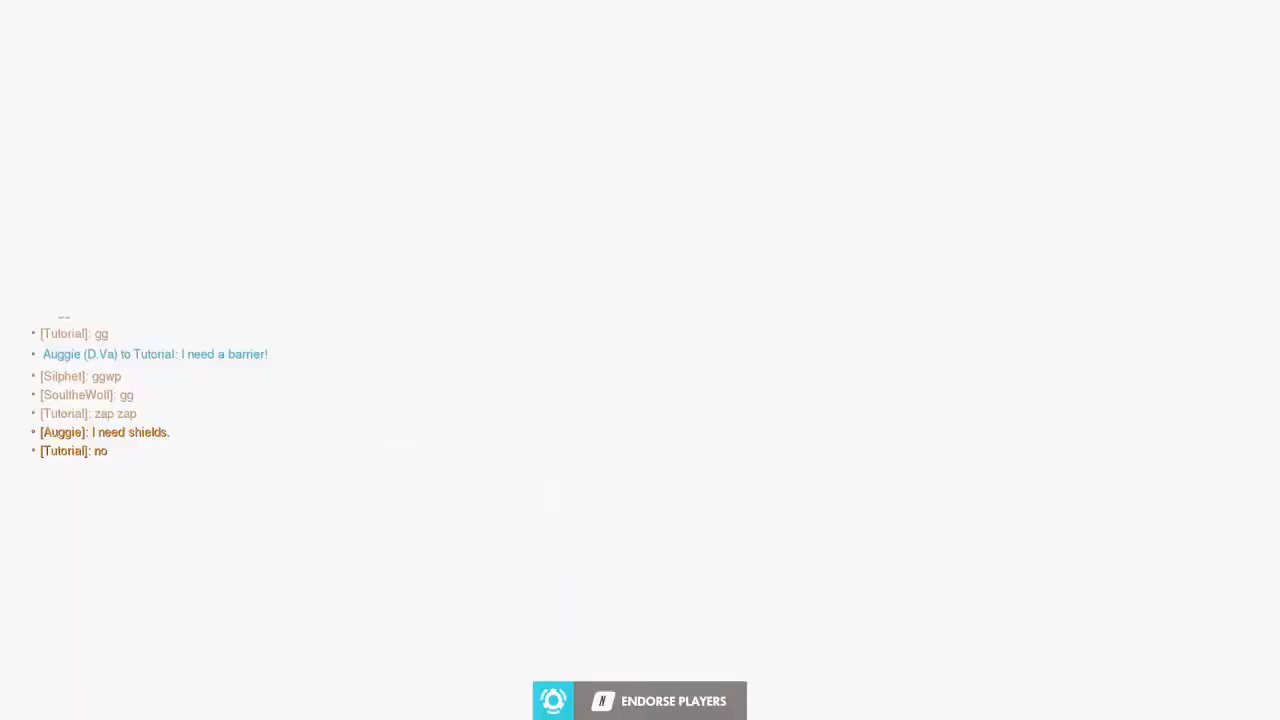 [Tutorial]: gg
Auggie (D.Va) to Tutorial: I need a barrier!
[Silphet]: ggwp
[SoultheWolf]: gg
[Tutorial]: zap zap
[Auggie]: I need shields.
[Tutorial]: no
N ENDORSE PLAYERS